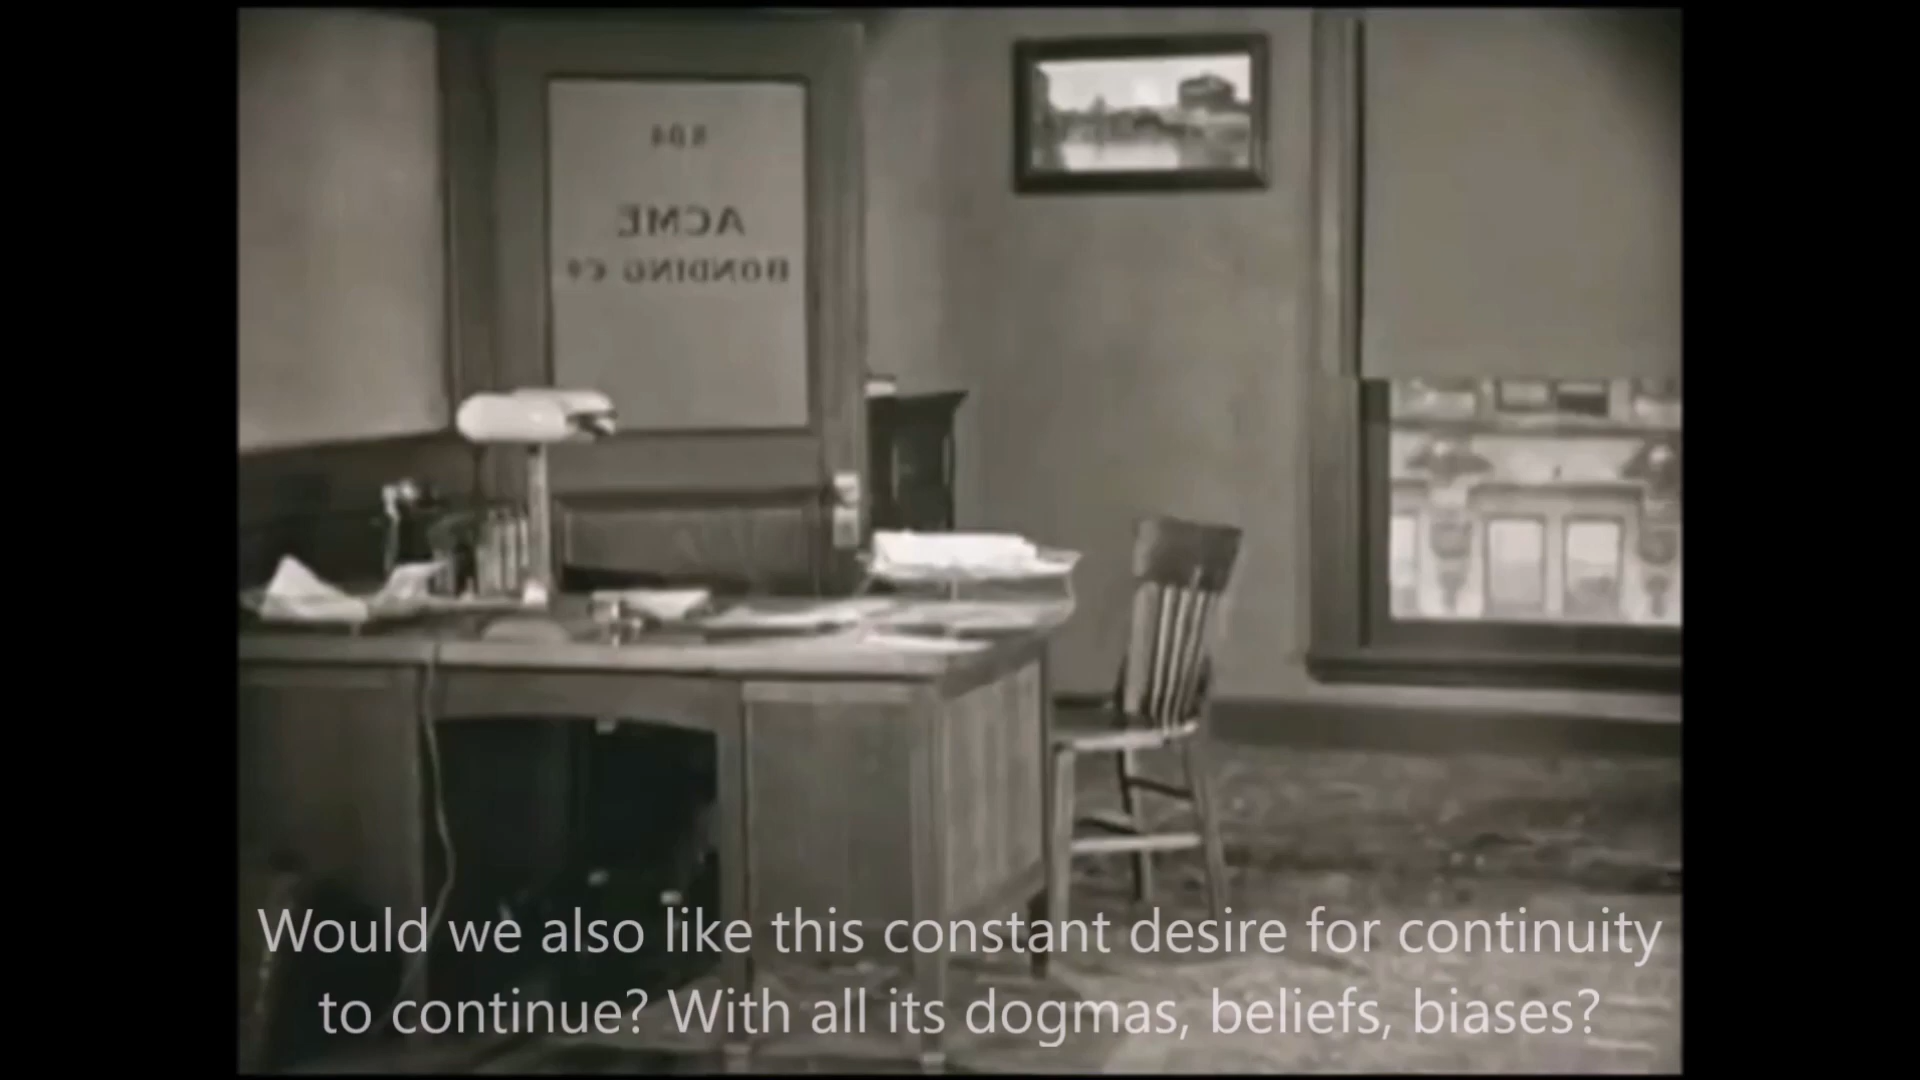 804
ACME
BONDING Cº
Would we also like this constant desire for continuity
to continue? With all its dogmas, beliefs, biases?